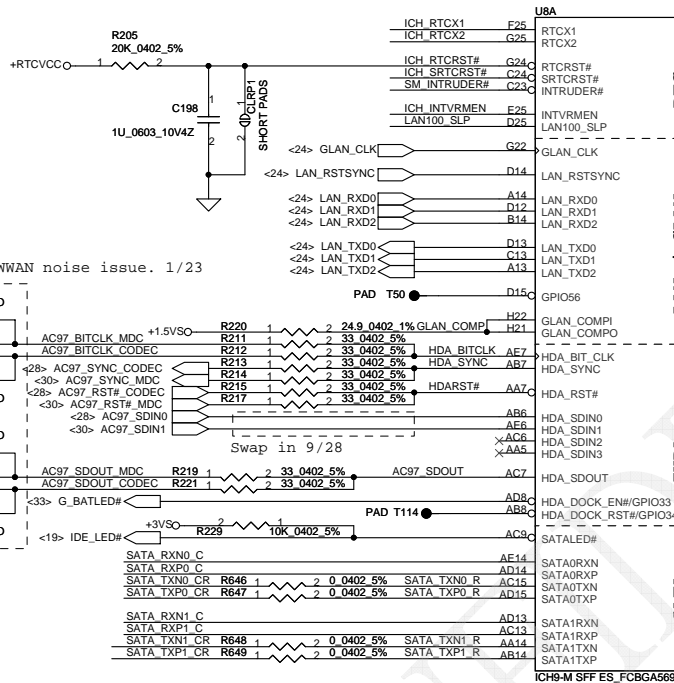 U8A
R205
20K_0402_5%
+RTCVCC 1 2
C198
1
1U_0603_10V4Z
2
CLRP1
1
2
SHORT PADS
ICH_RTCX1 F25 RTCX1
ICH_RTCX2 G25 RTCX2
ICH_RTCRST# G24 RTCRST#
ICH_SRTCRST# C24 SRTCRST#
SM_INTRUDER# C23 INTRUDER#
ICH_INTVRMEN E25 INTVRMEN
LAN100_SLP D25 LAN100_SLP
<24> GLAN_CLK G22 GLAN_CLK
<24> LAN_RSTSYNC D14 LAN_RSTSYNC
<24> LAN_RXD0 A14 LAN_RXD0
<24> LAN_RXD1 D12 LAN_RXD1
<24> LAN_RXD2 B14 LAN_RXD2
<24> LAN_TXD0 D13 LAN_TXD0
<24> LAN_TXD1 C13 LAN_TXD1
<24> LAN_TXD2 A13 LAN_TXD2
WWAN noise issue. 1/23
PAD T50 D15 GPIO56
+1.5VS R220 1 2 24.9_0402_1% GLAN_COMP H22 GLAN_COMPI
H21 GLAN_COMPO
AC97_BITCLK_MDC R211 1 2 33_0402_5%
AC97_BITCLK_CODEC R212 1 2 33_0402_5% HDA_BITCLK AE7 HDA_BIT_CLK
<28> AC97_SYNC_CODEC R213 1 2 33_0402_5% HDA_SYNC AB7 HDA_SYNC
<30> AC97_SYNC_MDC R214 1 2 33_0402_5%
<28> AC97_RST#_CODEC R215 1 2 33_0402_5% HDARST# AA7 HDA_RST#
<30> AC97_RST#_MDC R217 1 2 33_0402_5%
<28> AC97_SDIN0 AB6 HDA_SDIN0
<30> AC97_SDIN1 AE6 HDA_SDIN1
AC6 HDA_SDIN2
AA5 HDA_SDIN3
Swap in 9/28
AC97_SDOUT_MDC R219 1 2 33_0402_5% AC97_SDOUT AC7 HDA_SDOUT
AC97_SDOUT_CODEC R221 1 2 33_0402_5%
<33> G_BATLED# AD8 HDA_DOCK_EN#/GPIO33
PAD T114 AB8 HDA_DOCK_RST#/GPIO34
+3VS 2 1
R229 10K_0402_5%
<19> IDE_LED# AC9 SATALED#
SATA_RXN0_C AE14 SATA0RXN
SATA_RXP0_C AD14 SATA0RXP
SATA_TXN0_CR R646 1 2 0_0402_5% SATA_TXN0_R AC15 SATA0TXN
SATA_TXP0_CR R647 1 2 0_0402_5% SATA_TXP0_R AD15 SATA0TXP
SATA_RXN1_C AD13 SATA1RXN
SATA_RXP1_C AC13 SATA1RXP
SATA_TXN1_CR R648 1 2 0_0402_5% SATA_TXN1_R AA14 SATA1TXN
SATA_TXP1_CR R649 1 2 0_0402_5% SATA_TXP1_R AB14 SATA1TXP
ICH9-M SFF ES_FCBGA569